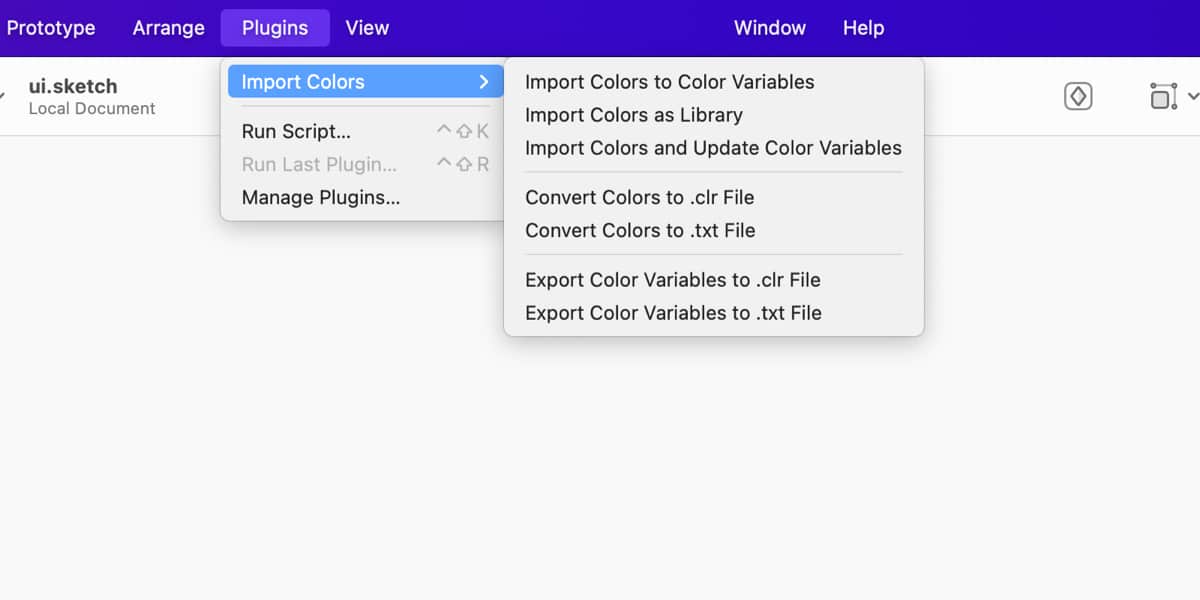 Prototype Arrange Plugins View Window Help
ui.sketch
Local Document
Import Colors
Run Script... ⌃⇧K
Run Last Plugin... ⌃⇧R
Manage Plugins...
Import Colors to Color Variables
Import Colors as Library
Import Colors and Update Color Variables
Convert Colors to .clr File
Convert Colors to .txt File
Export Color Variables to .clr File
Export Color Variables to .txt File